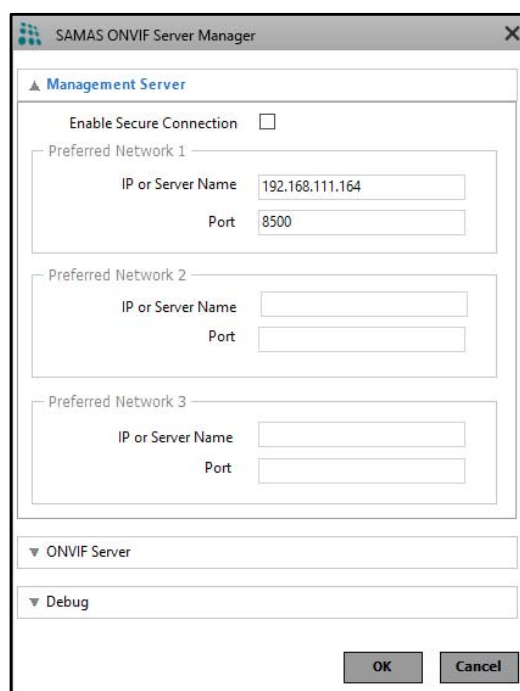 SAMAS ONVIF Server Manager
Management Server
Enable Secure Connection
Preferred Network 1
IP or Server Name 192.168.111.164
Port 8500
Preferred Network 2
IP or Server Name
Port
Preferred Network 3
IP or Server Name
Port
ONVIF Server
Debug
OK Cancel